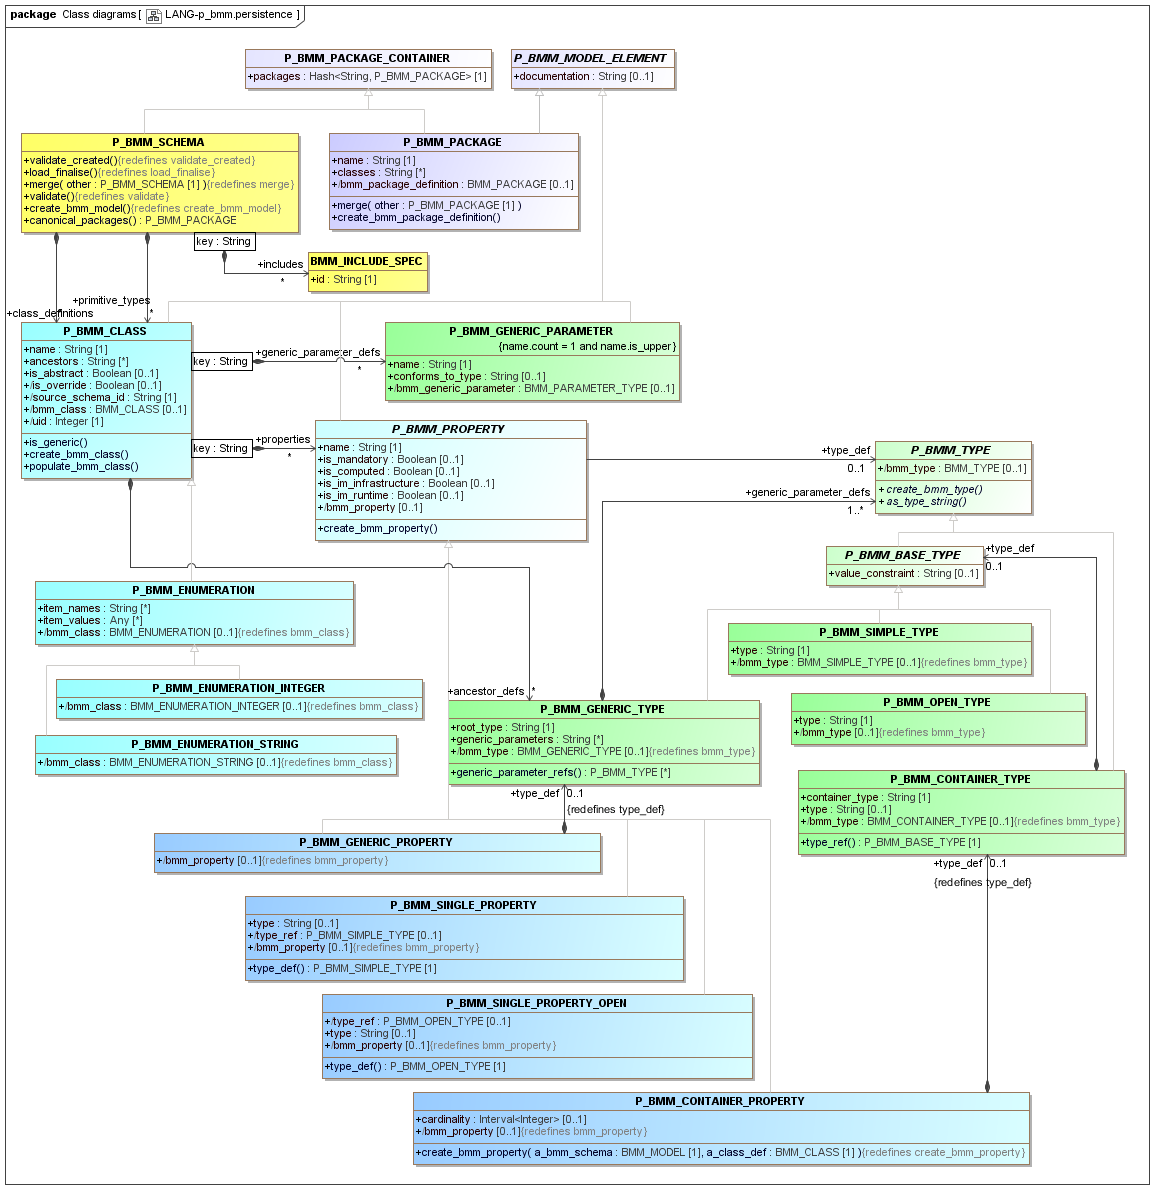 package Class diagrams [ LANG-p_bmm.persistence ]
P_BMM_PACKAGE_CONTAINER
+packages : Hash<String, P_BMM_PACKAGE> [1]
P_BMM_MODEL_ELEMENT
+documentation : String [0..1]
P_BMM_SCHEMA
+validate_created(){redefines validate_created}
+load_finalise(){redefines load_finalise}
+merge( other : P_BMM_SCHEMA [1] ){redefines merge}
+validate(){redefines validate}
+create_bmm_model(){redefines create_bmm_model}
+canonical_packages() : P_BMM_PACKAGE
P_BMM_PACKAGE
+name : String [1]
+classes : String [*]
+/bmm_package_definition : BMM_PACKAGE [0..1]
+merge( other : P_BMM_PACKAGE [1] )
+create_bmm_package_definition()
key : String
+includes
*
BMM_INCLUDE_SPEC
+id : String [1]
+primitive_types
*
+class_definitions
*
P_BMM_CLASS
+name : String [1]
+ancestors : String [*]
+is_abstract : Boolean [0..1]
+/is_override : Boolean [0..1]
+/source_schema_id : String [1]
+/bmm_class : BMM_CLASS [0..1]
+/uid : Integer [1]
+is_generic()
+create_bmm_class()
+populate_bmm_class()
key : String
+generic_parameter_defs
*
P_BMM_GENERIC_PARAMETER
{name.count = 1 and name.is_upper}
+name : String [1]
+conforms_to_type : String [0..1]
+/bmm_generic_parameter : BMM_PARAMETER_TYPE [0..1]
key : String
+properties
*
P_BMM_PROPERTY
+name : String [1]
+is_mandatory : Boolean [0..1]
+is_computed : Boolean [0..1]
+is_im_infrastructure : Boolean [0..1]
+is_im_runtime : Boolean [0..1]
+/bmm_property [0..1]
+create_bmm_property()
+type_def
0..1
+generic_parameter_defs
1..*
P_BMM_TYPE
+/bmm_type : BMM_TYPE [0..1]
+ create_bmm_type()
+ as_type_string()
P_BMM_BASE_TYPE
+value_constraint : String [0..1]
+type_def
0..1
P_BMM_ENUMERATION
+item_names : String [*]
+item_values : Any [*]
+/bmm_class : BMM_ENUMERATION [0..1]{redefines bmm_class}
P_BMM_SIMPLE_TYPE
+type : String [1]
+/bmm_type : BMM_SIMPLE_TYPE [0..1]{redefines bmm_type}
P_BMM_ENUMERATION_INTEGER
+/bmm_class : BMM_ENUMERATION_INTEGER [0..1]{redefines bmm_class}
+ancestor_defs
*
P_BMM_OPEN_TYPE
+type : String [1]
+/bmm_type [0..1]{redefines bmm_type}
P_BMM_GENERIC_TYPE
+root_type : String [1]
+generic_parameters : String [*]
+/bmm_type : BMM_GENERIC_TYPE [0..1]{redefines bmm_type}
+generic_parameter_refs() : P_BMM_TYPE [*]
P_BMM_ENUMERATION_STRING
+/bmm_class : BMM_ENUMERATION_STRING [0..1]{redefines bmm_class}
P_BMM_CONTAINER_TYPE
+container_type : String [1]
+type : String [0..1]
+/bmm_type : BMM_CONTAINER_TYPE [0..1]{redefines bmm_type}
+type_ref() : P_BMM_BASE_TYPE [1]
+type_def 0..1
{redefines type_def}
P_BMM_GENERIC_PROPERTY
+/bmm_property [0..1]{redefines bmm_property}
+type_def 0..1
{redefines type_def}
P_BMM_SINGLE_PROPERTY
+type : String [0..1]
+/type_ref : P_BMM_SIMPLE_TYPE [0..1]
+/bmm_property [0..1]{redefines bmm_property}
+type_def() : P_BMM_SIMPLE_TYPE [1]
P_BMM_SINGLE_PROPERTY_OPEN
+/type_ref : P_BMM_OPEN_TYPE [0..1]
+type : String [0..1]
+/bmm_property [0..1]{redefines bmm_property}
+type_def() : P_BMM_OPEN_TYPE [1]
P_BMM_CONTAINER_PROPERTY
+cardinality : Interval<Integer> [0..1]
+/bmm_property [0..1]{redefines bmm_property}
+create_bmm_property( a_bmm_schema : BMM_MODEL [1], a_class_def : BMM_CLASS [1] ){redefines create_bmm_property}